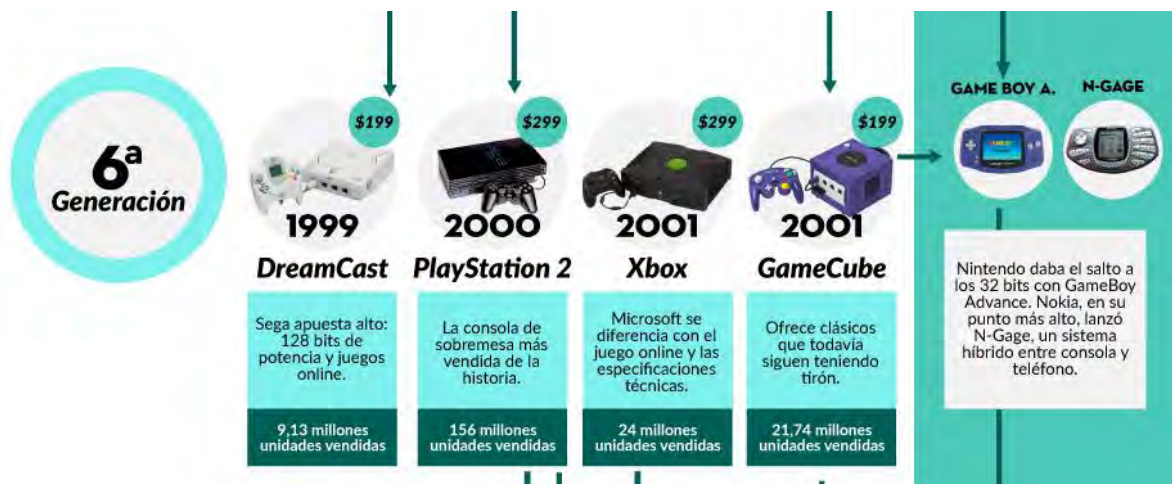 6ª
Generación
$199
1999
DreamCast
Sega apuesta alto:
128 bits de
potencia y juegos
online.
9,13 millones
unidades vendidas
$299
2000
PlayStation 2
La consola de
sobremesa más
vendida de la
historia.
156 millones
unidades vendidas
$299
2001
Xbox
Microsoft se
diferencia con el
juego online y las
especificaciones
técnicas.
24 millones
unidades vendidas
$199
2001
GameCube
Ofrece clásicos
que todavía
siguen teniendo
tirón.
21,74 millones
unidades vendidas
GAME BOY A.
N-GAGE
Nintendo daba el salto a
los 32 bits con GameBoy
Advance. Nokia, en su
punto más alto, lanzó
N-Gage, un sistema
híbrido entre consola y
teléfono.